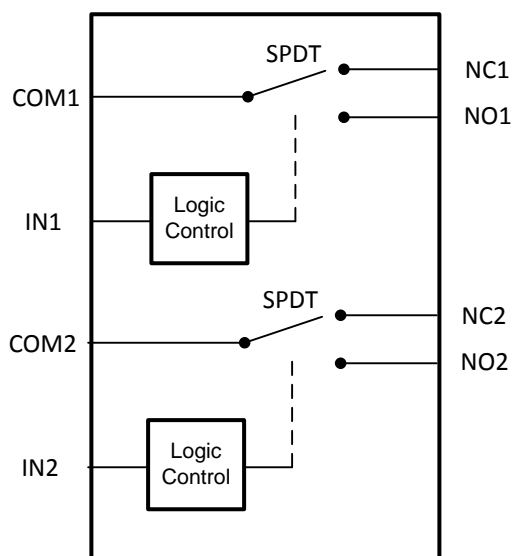 SPDT
NC1
COM1
NO1
IN1
Logic
Control
SPDT
NC2
COM2
NO2
IN2
Logic
Control